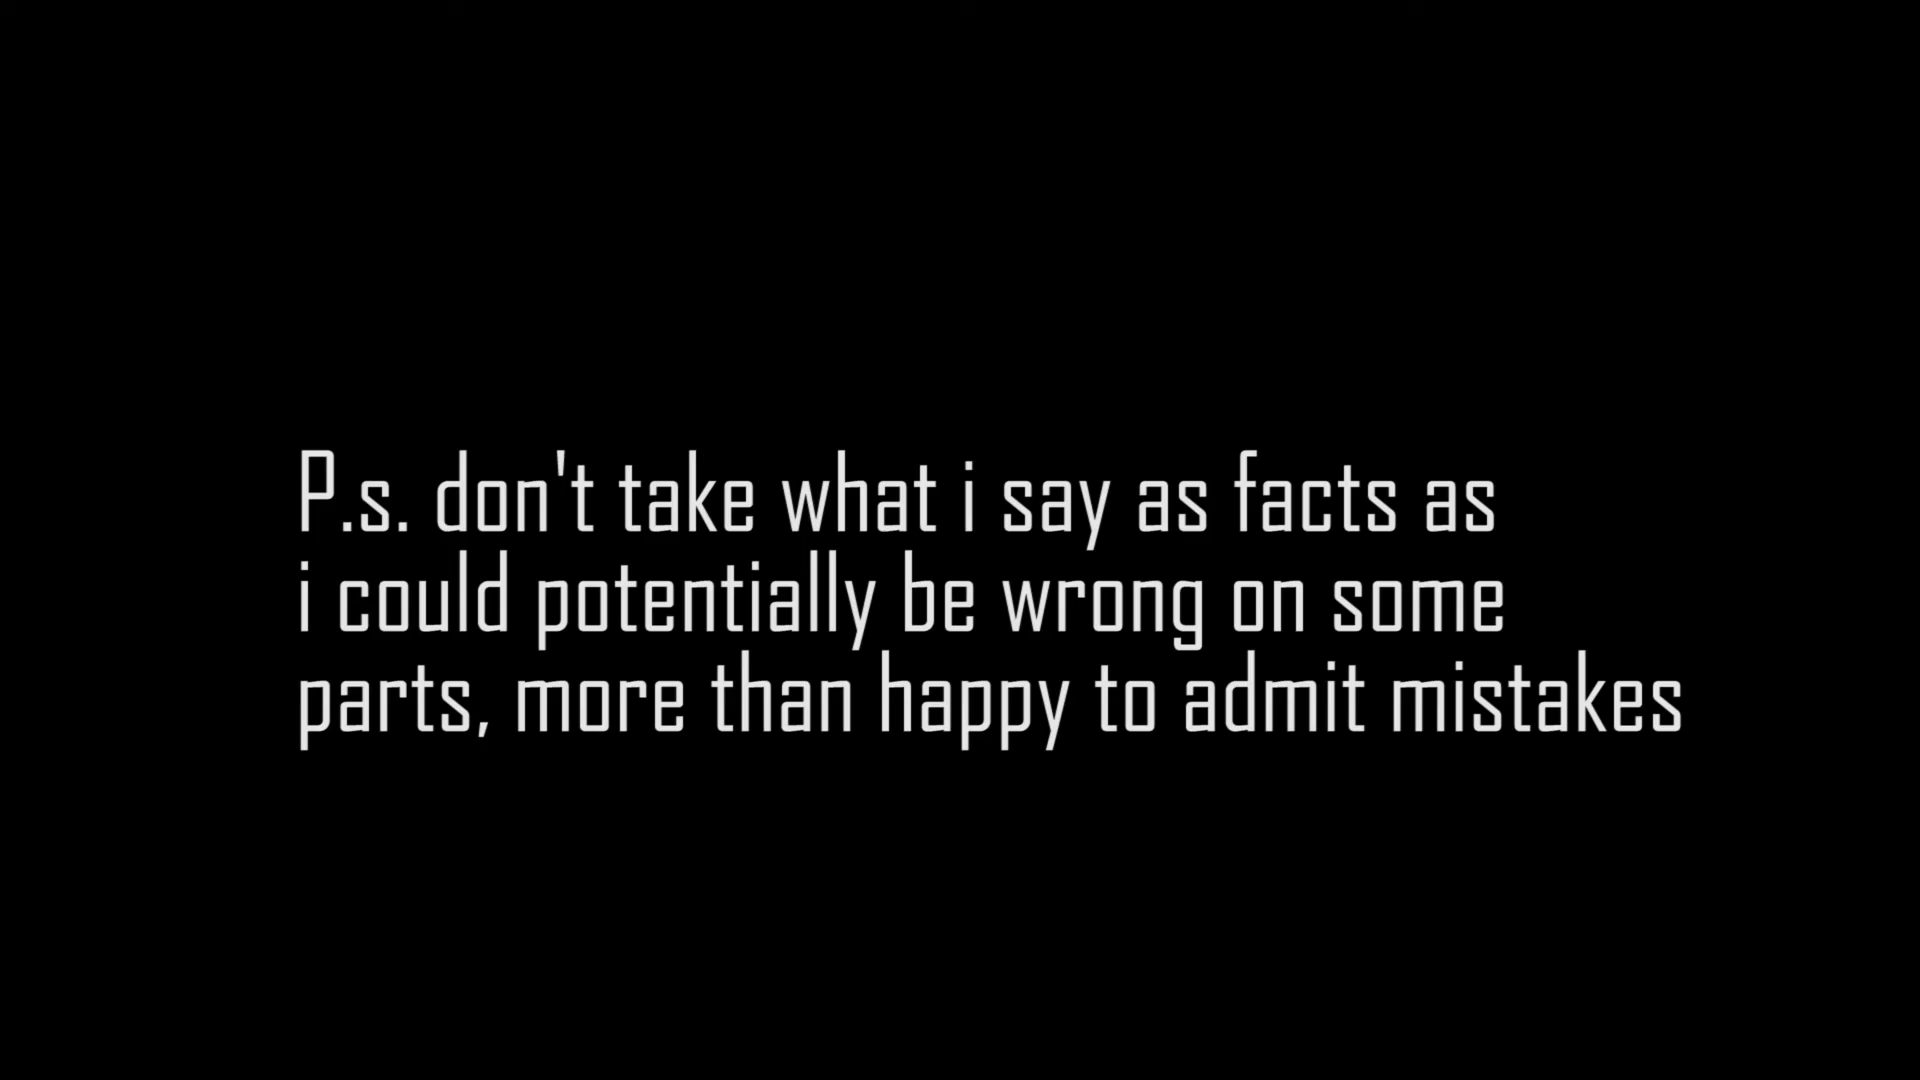 P.s. don't take what i say as facts as
i could potentially be wrong on some
parts, more than happy to admit mistakes